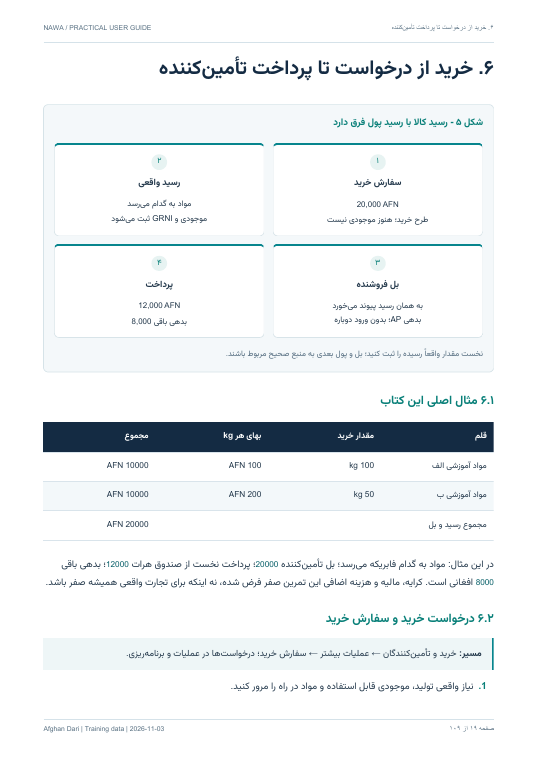 ۶. خرید از درخواست تا پرداخت تأمین‌کننده
NAWA / PRACTICAL USER GUIDE
۶. خرید از درخواست تا پرداخت تأمین‌کننده
شکل ۵ - رسید کالا با رسید پول فرق دارد
۱
سفارش خرید
20,000 AFN
طرح خرید؛ هنوز موجودی نیست
۲
رسید واقعی
مواد به گدام می‌رسد
موجودی و GRNI ثبت می‌شود
۳
بل فروشنده
به همان رسید پیوند می‌خورد
بدهی AP؛ بدون ورود دوباره
۴
پرداخت
12,000 AFN
بدهی باقی 8,000
نخست مقدار واقعاً رسیده را ثبت کنید؛ بل و پول بعدی به منبع صحیح مربوط باشند.
۶.۱ مثال اصلی این کتاب
قلم مقدار خرید بهای هر kg مجموع
مواد آموزشی الف 100 kg 100 AFN 10000 AFN
مواد آموزشی ب 50 kg 200 AFN 10000 AFN
مجموع رسید و بل 20000 AFN
در این مثال: مواد به گدام فابریکه می‌رسد؛ بل تأمین‌کننده 20000؛ پرداخت نخست از صندوق هرات 12000؛ بدهی باقی
8000 افغانی است. کرایه، مالیه و هزینه اضافی این تمرین صفر فرض شده، نه اینکه برای تجارت واقعی همیشه صفر باشد.
۶.۲ درخواست خرید و سفارش خرید
مسیر: خرید و تأمین‌کنندگان ← عملیات بیشتر ← سفارش خرید؛ درخواست‌ها در عملیات و برنامه‌ریزی.
1. نیاز واقعی تولید، موجودی قابل استفاده و مواد در راه را مرور کنید.
صفحه ۱۹ از ۱۰۹
Afghan Dari | Training data | 2026-11-03